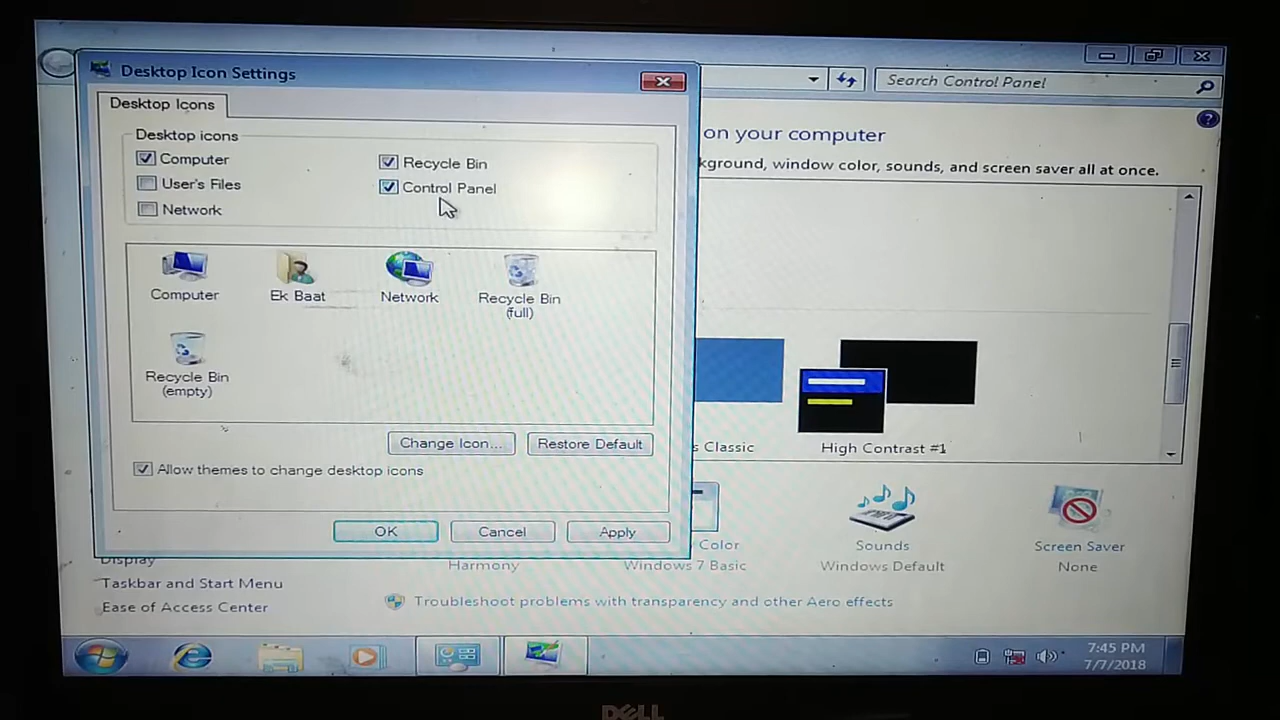 Desktop Icon Settings
Search Control Panel
Desktop Icons
on your computer
Desktop icons
Computer
Recycle Bin
kground, window color, sounds, and screen saver all at once.
User's Files
Control Panel
Network
Computer
Ek Baat
Network
Recycle Bin
(full)
Recycle Bin
(empty)
Change Icon...
Restore Default
s Classic
High Contrast #1
Allow themes to change desktop icons
OK
Cancel
Apply
Color
Sounds
Screen Saver
Display
Harmony
Windows 7 Basic
Windows Default
None
Taskbar and Start Menu
Ease of Access Center
Troubleshoot problems with transparency and other Aero effects
7:45 PM
7/7/2018
DELL